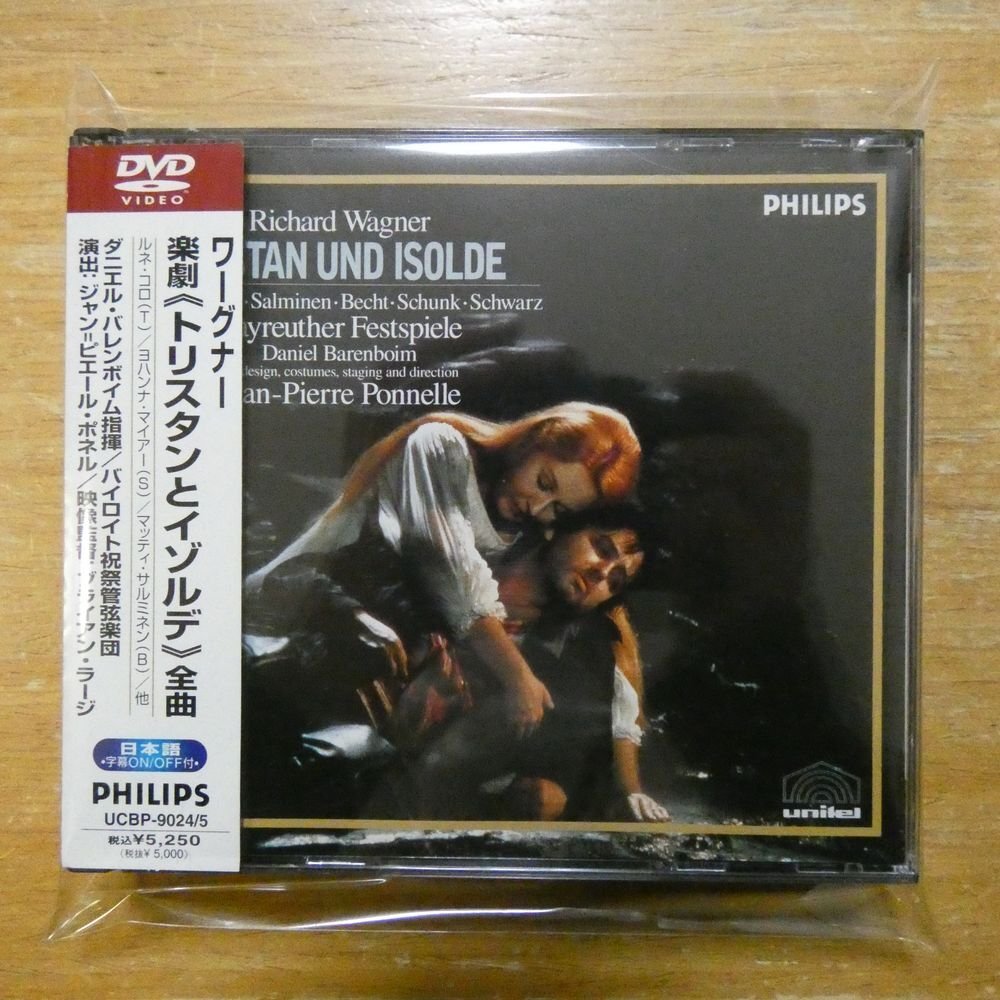 DVD
VIDEO
ワーグナー
楽劇《トリスタンとイゾルデ》全曲
ルネ・コロ(T)/ヨハンナ・マイアー(S)/マッティ・サルミネン(B)/他
ダニエル・バレンボイム指揮/バイロイト祝祭管弦楽団
演出:ジャン=ピエール・ポネル/映像監督:ブライアン・ラージ
日本語
・字幕ON/OFF付・
PHILIPS
UCBP-9024/5
税込¥5,250
(税抜¥5,000)
PHILIPS
Richard Wagner
TAN UND ISOLDE
Salminen・Becht・Schunk・Schwarz
yreuther Festspiele
Daniel Barenboim
design, costumes, staging and direction
an-Pierre Ponnelle
unitel